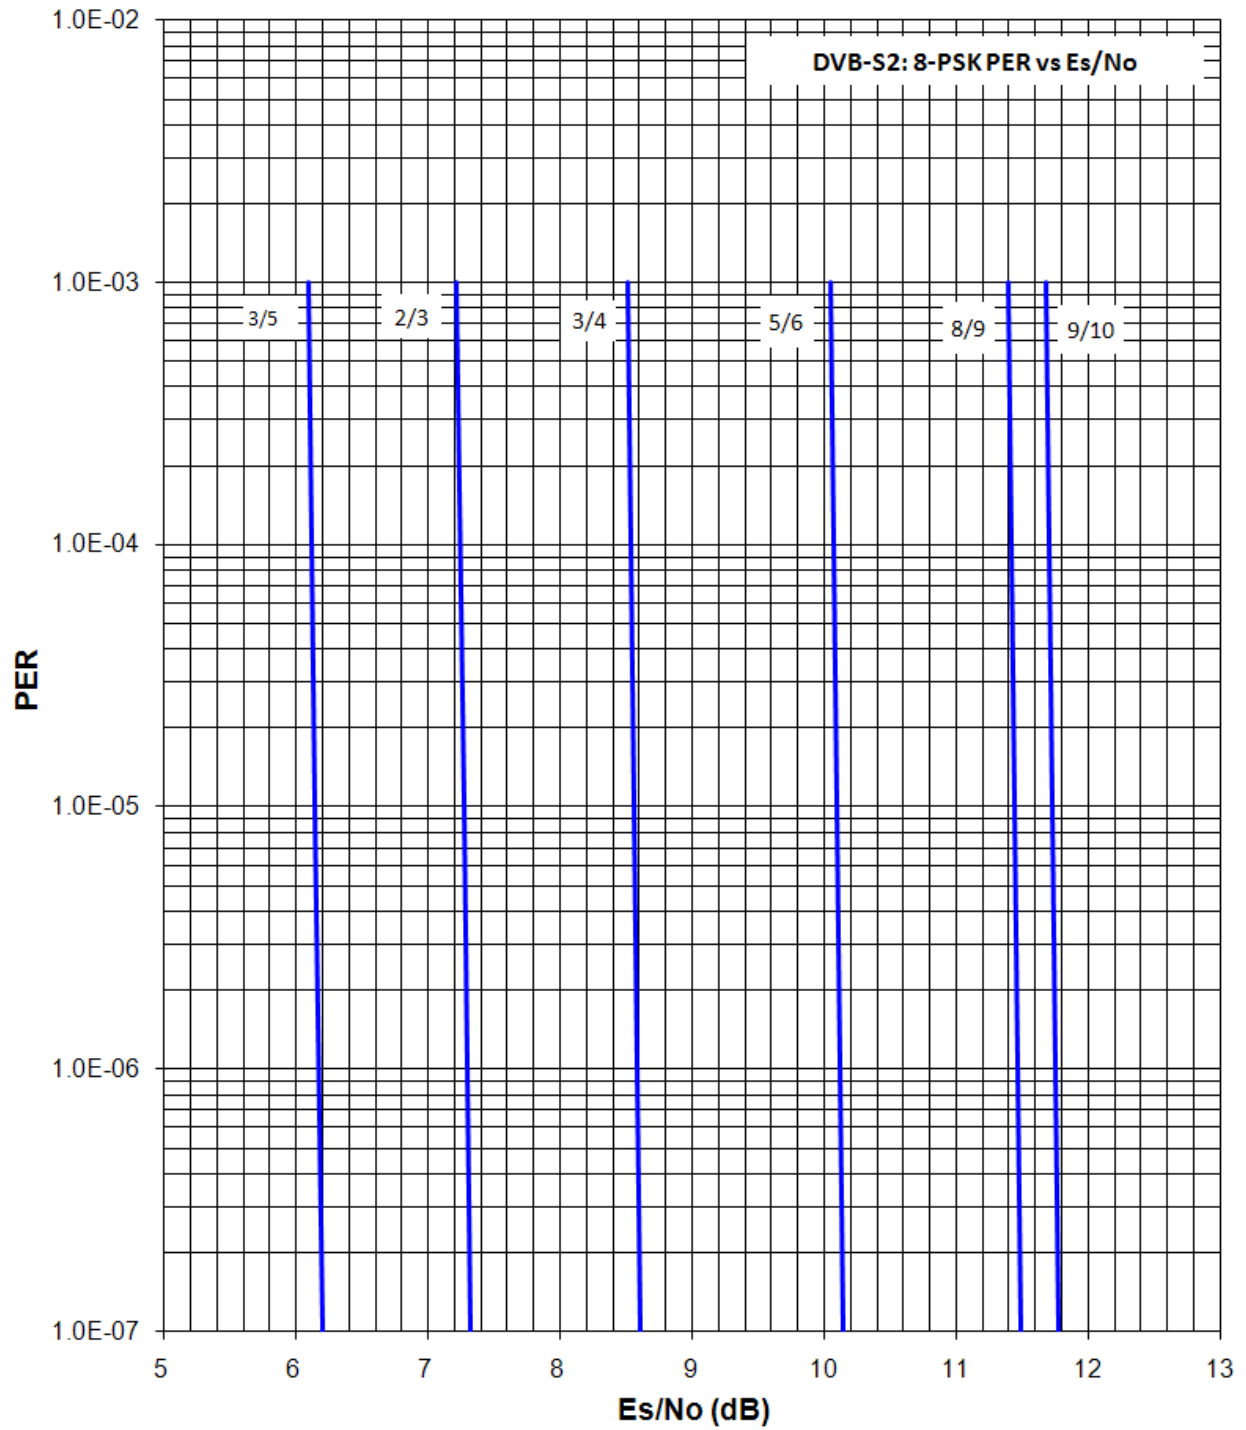 DVB-S2: 8-PSK PER vs Es/No
1.0E-02
1.0E-03
3/5
2/3
3/4
5/6
8/9
9/10
1.0E-04
PER
1.0E-05
1.0E-06
1.0E-07
5 6 7 8 9 10 11 12 13
Es/No (dB)